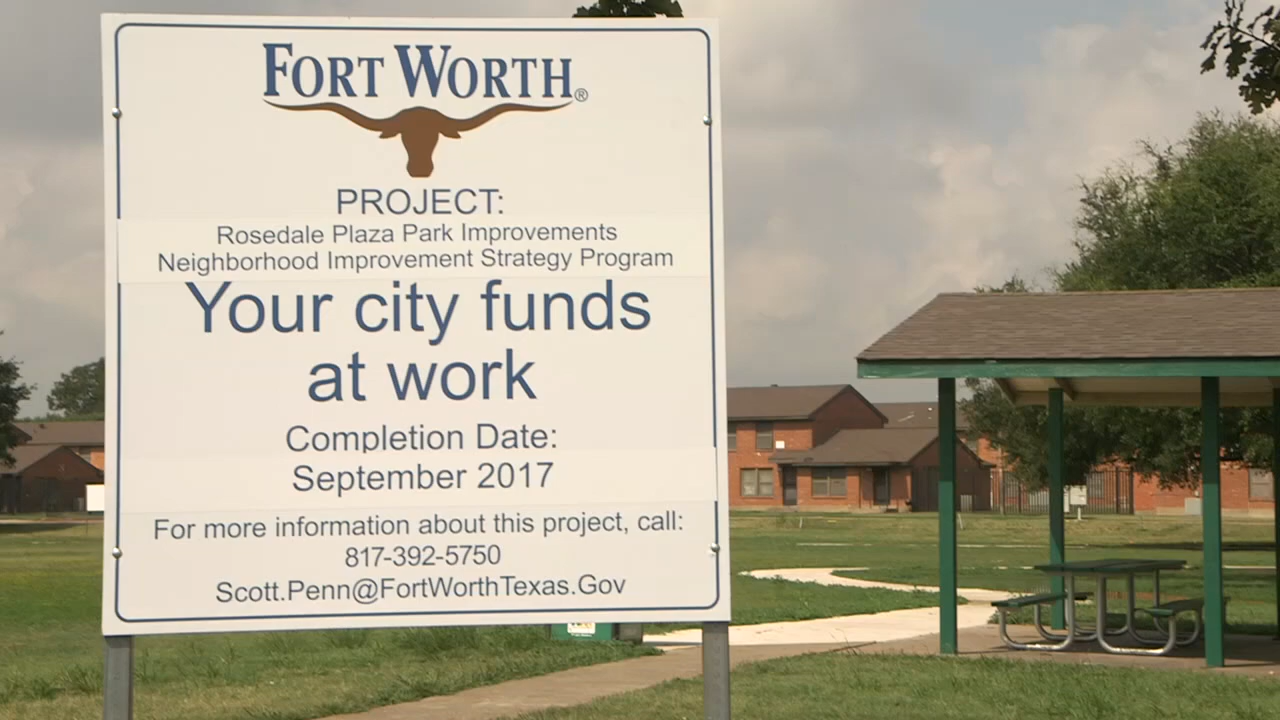 FORT WORTH®
PROJECT:
Rosedale Plaza Park Improvements
Neighborhood Improvement Strategy Program
Your city funds
at work
Completion Date:
September 2017
For more information about this project, call:
817-392-5750
Scott.Penn@FortWorthTexas.Gov